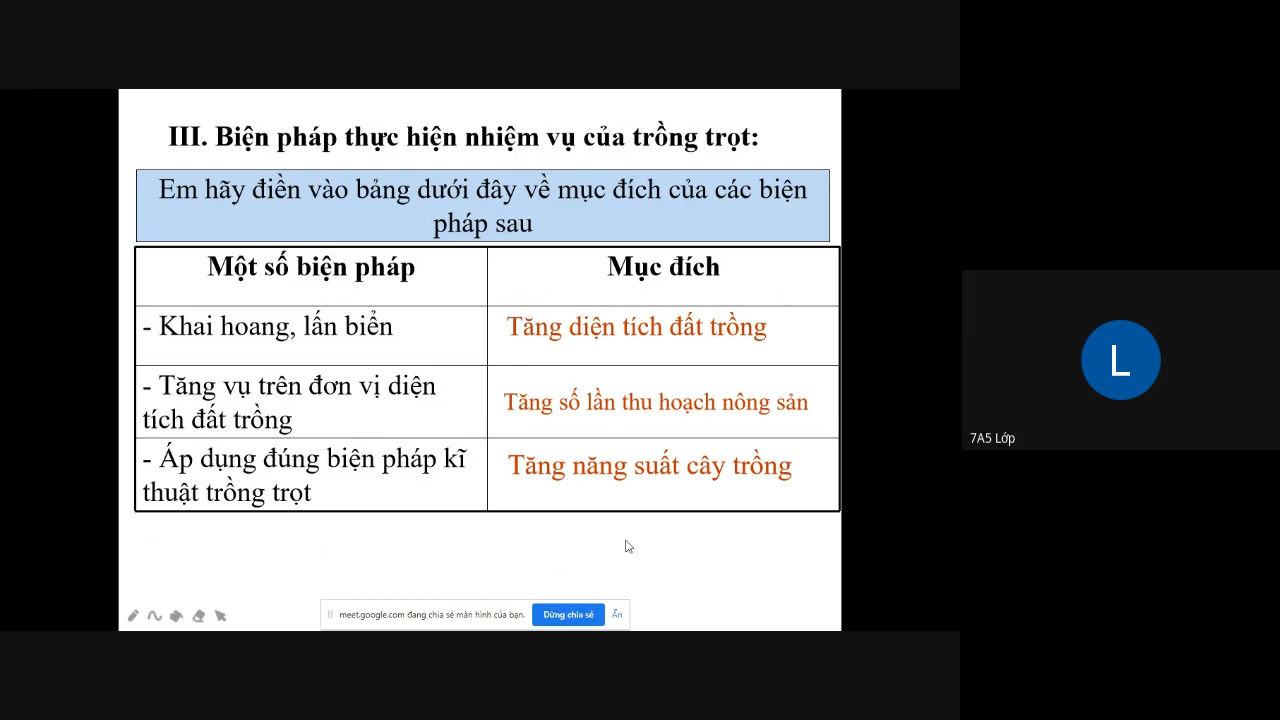 III. Biện pháp thực hiện nhiệm vụ của trồng trọt:
Em hãy điền vào bảng dưới đây về mục đích của các biện
pháp sau
Một số biện pháp
Mục đích
- Khai hoang, lấn biển
Tăng diện tích đất trồng
- Tăng vụ trên đơn vị diện
tích đất trồng
Tăng số lần thu hoạch nông sản
- Áp dụng đúng biện pháp kĩ
thuật trồng trọt
Tăng năng suất cây trồng
meet.google.com đang chia sẻ màn hình của bạn.
Dừng chia sẻ
Ẩn
L
7A5 Lớp